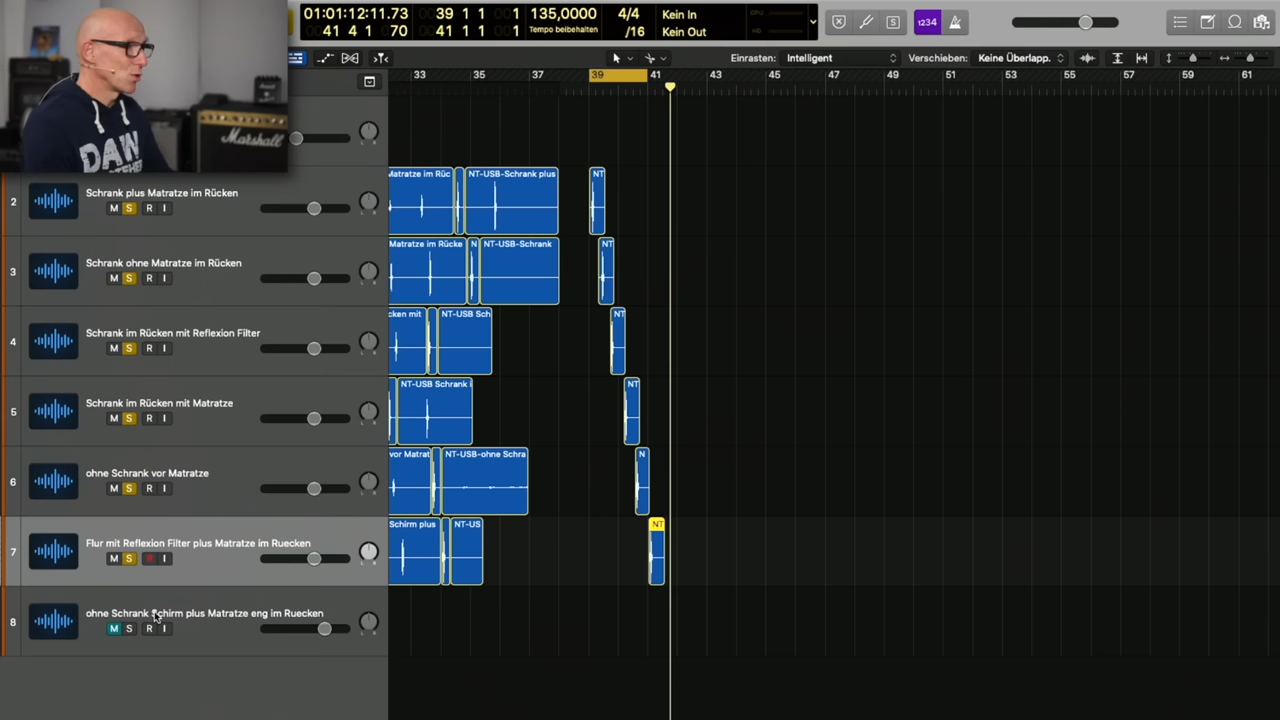 01:01:12:11.73
41 4 1 70
39 1 1 1
41 1 1 1
135,0000
Tempo beibehalten
4/4
/16
Kein In
Kein Out
CPU
HD
S
1234
Einrasten: Intelligent
Verschieben: Keine Überlapp.
33 35 37 39 41 43 45 47 49 51 53 55 57 59 61
Marshall
DAW
2
Schrank plus Matratze im Rücken
M S R I
Matratze im Rüc
NT-USB-Schrank plus
NT
3
Schrank ohne Matratze im Rücken
M S R I
Matratze im Rücke
N
NT-USB-Schrank
NT
4
Schrank im Rücken mit Reflexion Filter
M S R I
cken mit
NT-USB Sch
NT
5
Schrank im Rücken mit Matratze
M S R I
NT-USB Schrank i
NT
6
ohne Schrank vor Matratze
M S R I
vor Matrat
NT-USB-ohne Schra
N
7
Flur mit Reflexion Filter plus Matratze im Ruecken
M S R I
Schirm plus
NT-US
NT
8
ohne Schrank Schirm plus Matratze eng im Ruecken
M S R I